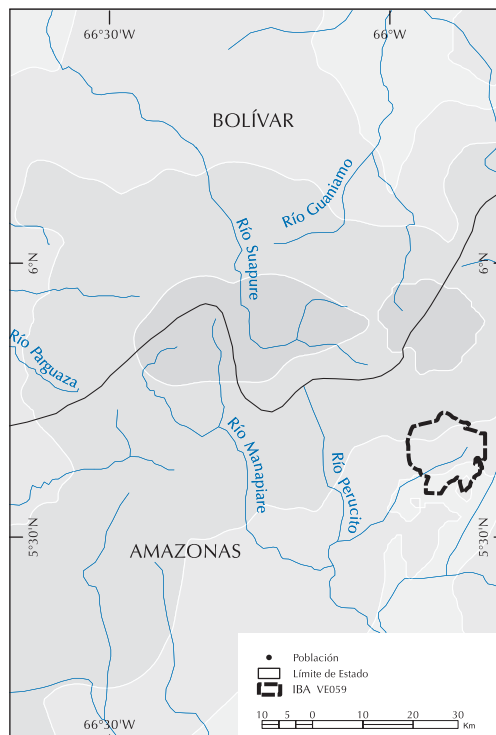 66°30'W
66°W
BOLÍVAR
Río Guaniamo
6°N
6°N
Río Suapure
Río Parguaza
Río Manapiare
Río Perucito
5°30'N
5°30'N
AMAZONAS
Población
Límite de Estado
IBA VE059
66°30'W
10 5 0 10 20 30 Km